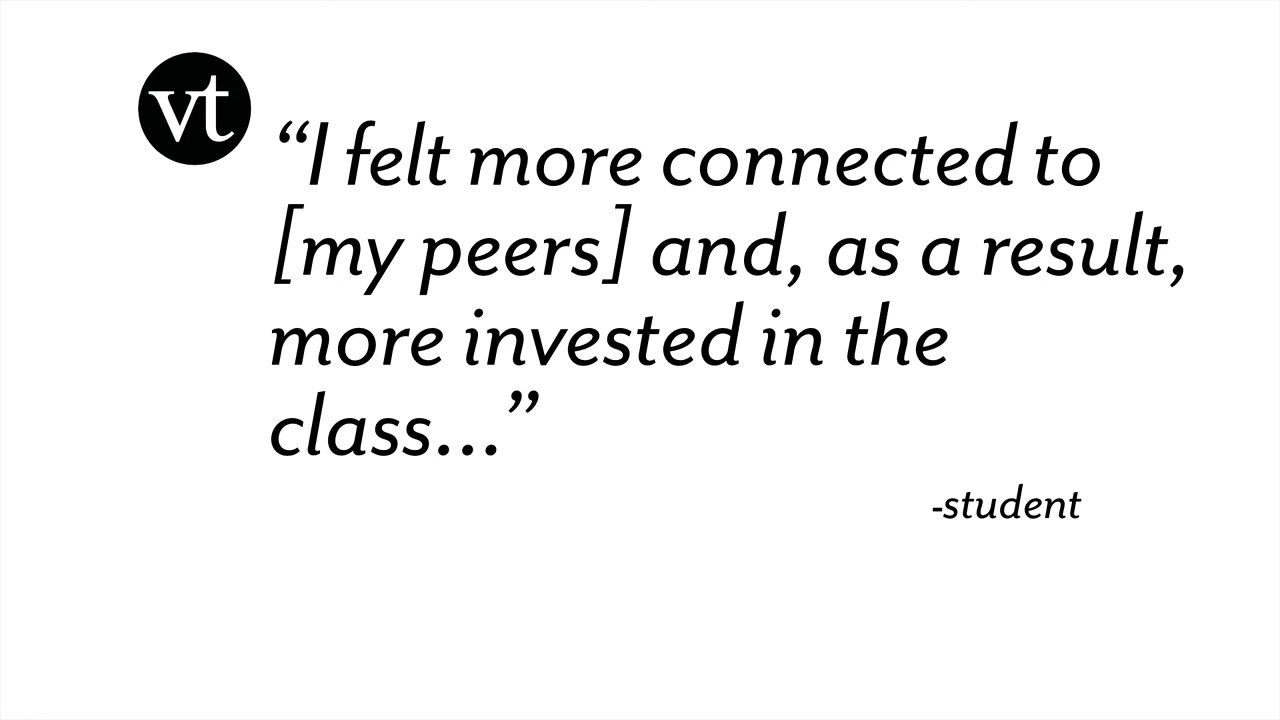 vt
“I felt more connected to
[my peers] and, as a result,
more invested in the
class...”
-student